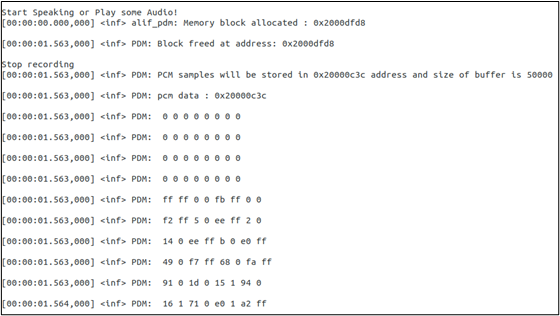 Start Speaking or Play some Audio!
[00:00:00.000,000] <inf> alif_pdm: Memory block allocated : 0x2000dfd8
[00:00:01.563,000] <inf> PDM: Block freed at address: 0x2000dfd8
Stop recording
[00:00:01.563,000] <inf> PDM: PCM samples will be stored in 0x20000c3c address and size of buffer is 50000
[00:00:01.563,000] <inf> PDM: pcm data : 0x20000c3c
[00:00:01.563,000] <inf> PDM:  0 0 0 0 0 0 0 0
[00:00:01.563,000] <inf> PDM:  0 0 0 0 0 0 0 0
[00:00:01.563,000] <inf> PDM:  0 0 0 0 0 0 0 0
[00:00:01.563,000] <inf> PDM:  0 0 0 0 0 0 0 0
[00:00:01.563,000] <inf> PDM:  ff ff 0 0 fb ff 0 0
[00:00:01.563,000] <inf> PDM:  f2 ff 5 0 ee ff 2 0
[00:00:01.563,000] <inf> PDM:  14 0 ee ff b 0 e0 ff
[00:00:01.563,000] <inf> PDM:  49 0 f7 ff 68 0 fa ff
[00:00:01.563,000] <inf> PDM:  91 0 1d 0 15 1 94 0
[00:00:01.564,000] <inf> PDM:  16 1 71 0 e0 1 a2 ff